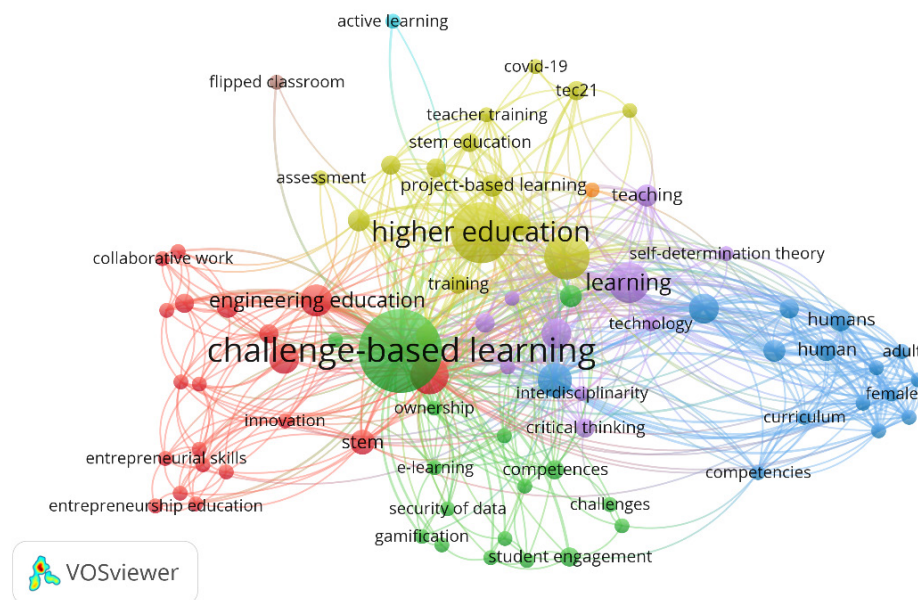 active learning
covid-19
flipped classroom
tec21
teacher training
stem education
assessment
project-based learning
teaching
higher education
self-determination theory
collaborative work
training
learning
engineering education
technology
humans
challenge-based learning
human
adult
interdisciplinarity
female
ownership
innovation
critical thinking
curriculum
stem
entrepreneurial skills
e-learning
competences
competencies
entrepreneurship education
security of data
challenges
gamification
student engagement
VOSviewer